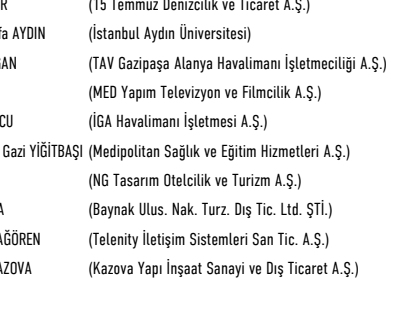 R (15 Temmuz Denizcilik ve Ticaret A.Ş.)
fa AYDIN (İstanbul Aydın Üniversitesi)
GAN (TAV Gazipaşa Alanya Havalimanı İşletmeciliği A.Ş.)
(MED Yapım Televizyon ve Filmcilik A.Ş.)
CU (İGA Havalimanı İşletmesi A.Ş.)
Gazi YİĞİTBAŞI (Medipolitan Sağlık ve Eğitim Hizmetleri A.Ş.)
(NG Tasarım Otelcilik ve Turizm A.Ş.)
A (Baynak Ulus. Nak. Turz. Dış Tic. Ltd. ŞTİ.)
AĞÖREN (Telenity İletişim Sistemleri San Tic. A.Ş.)
AZOVA (Kazova Yapı İnşaat Sanayi ve Dış Ticaret A.Ş.)